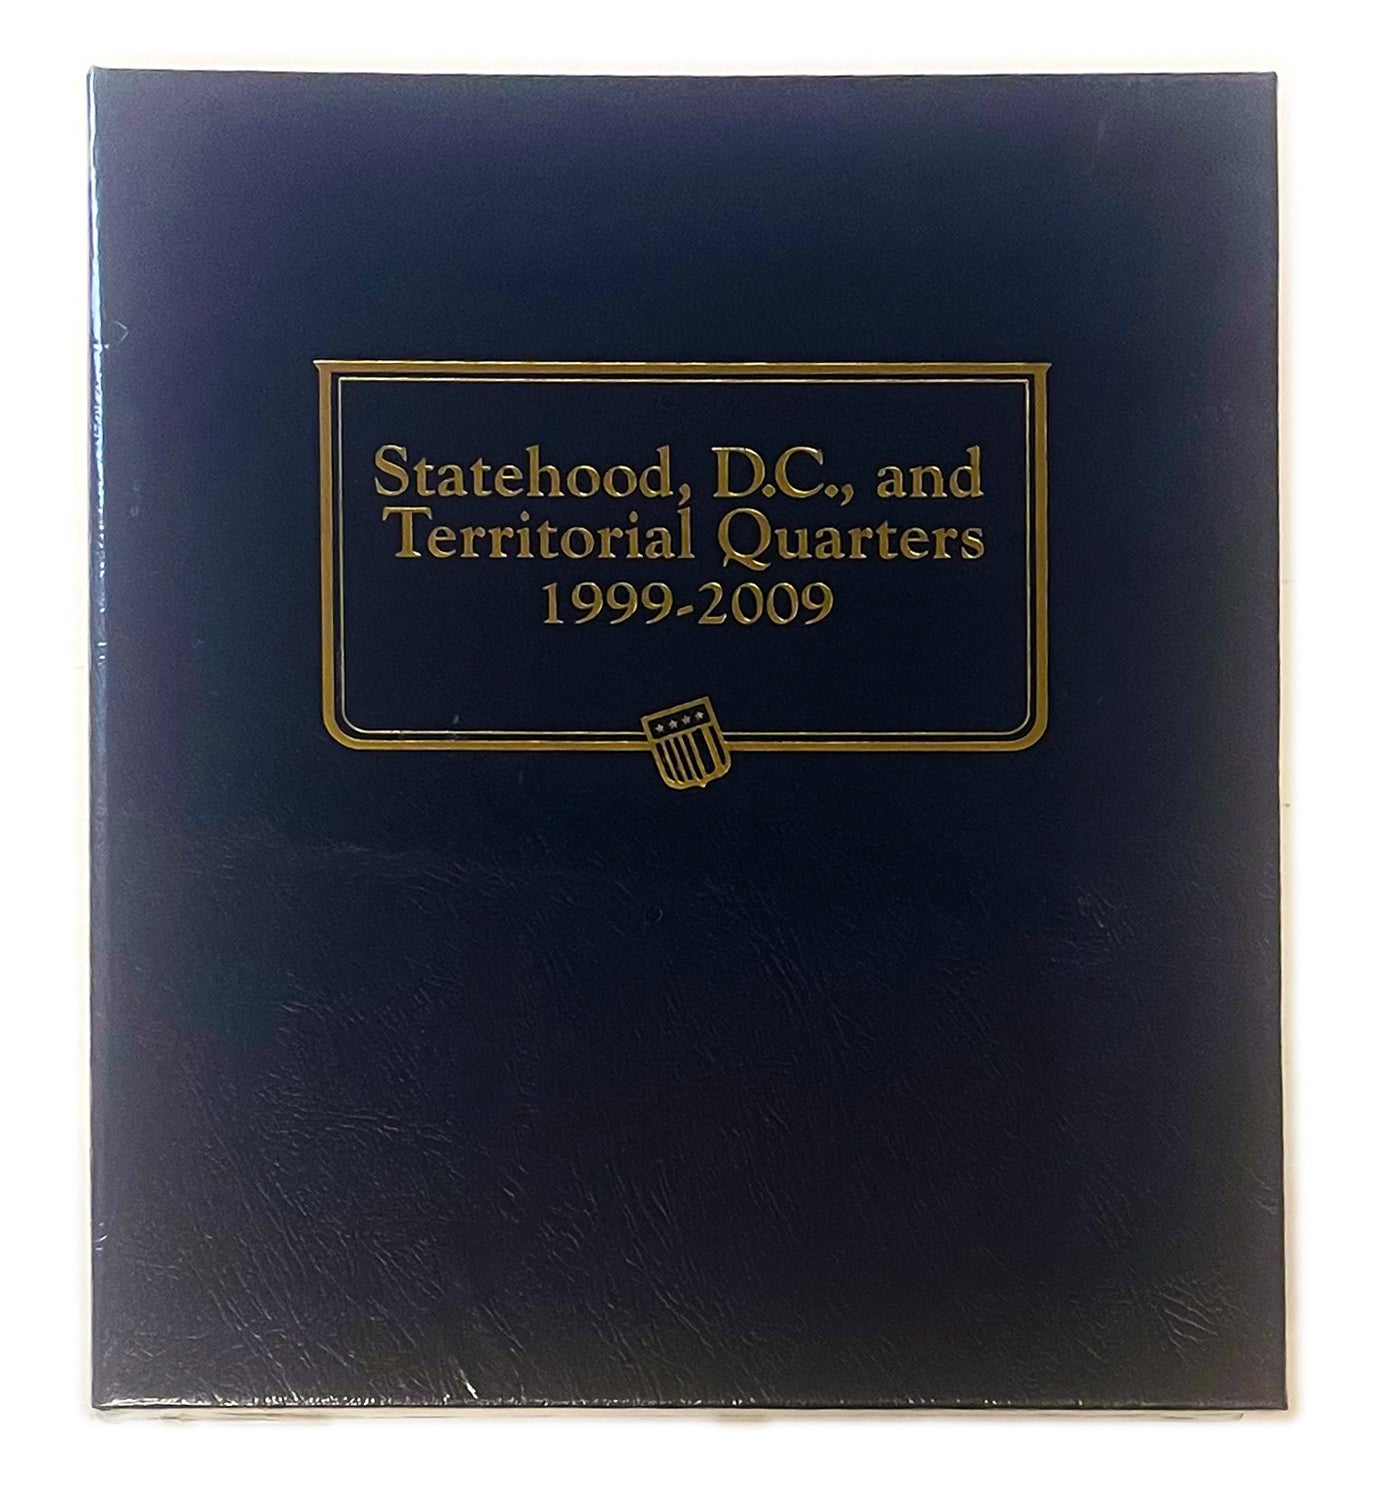 Statehood, D.C., and
Territorial Quarters
1999-2009